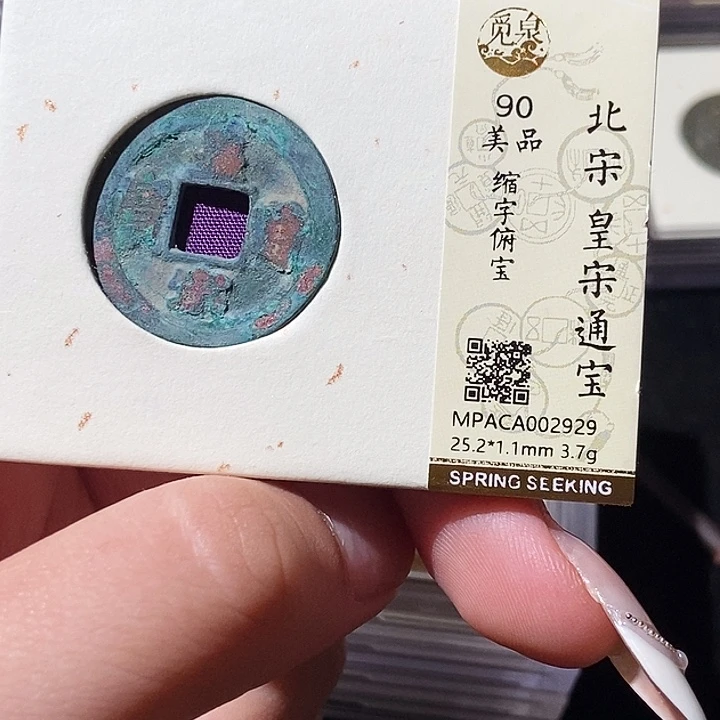 觅泉
90
美品
缩字俯宝
北宋 皇宋通宝
MPACA002929
25.2*1.1mm 3.7g
SPRING SEEKING